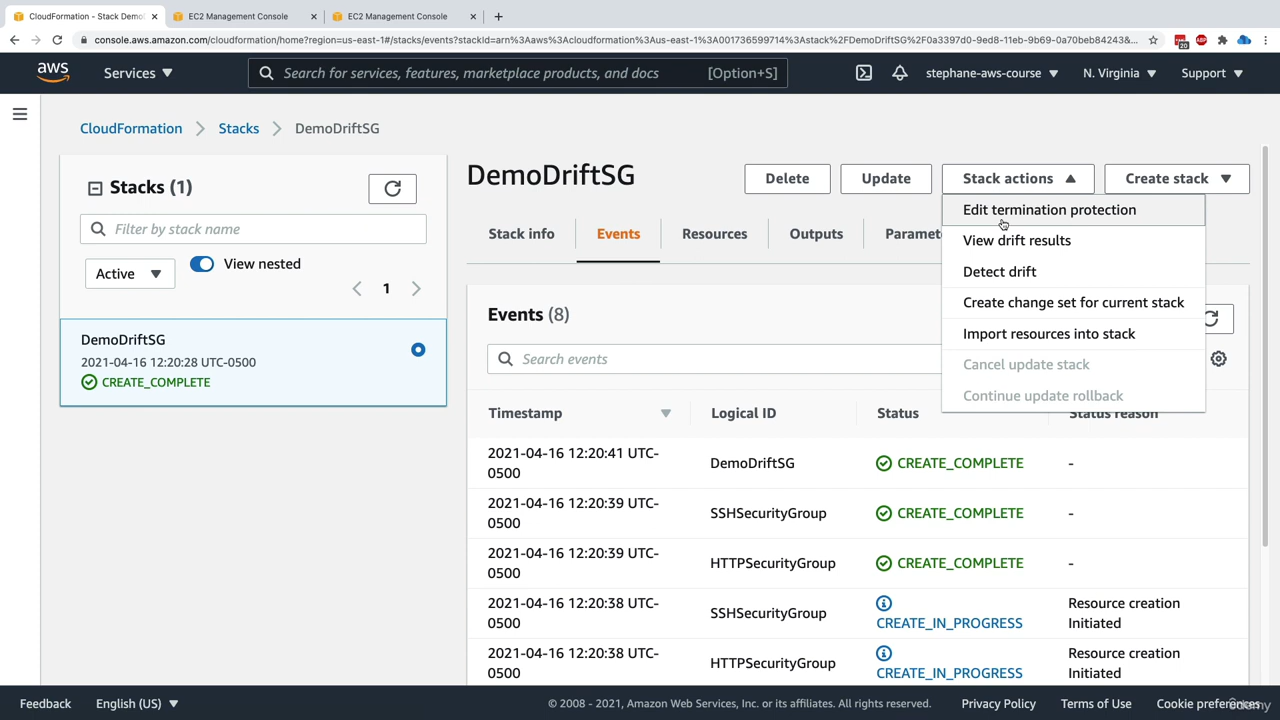 CloudFormation - Stack Demo
EC2 Management Console
EC2 Management Console
console.aws.amazon.com/cloudformation/home?region=us-east-1#/stacks/events?stackId=arn%3Aaws%3Acloudformation%3Aus-east-1%3A001736599714%3Astack%2FDemoDriftSG%2F0a3397d0-9ed8-11eb-9b69-0a70beb84243&...
20
ABP
aws
Services
Search for services, features, marketplace products, and docs
[Option+S]
stephane-aws-course
N. Virginia
Support
CloudFormation
Stacks
DemoDriftSG
Stacks (1)
Filter by stack name
Active
View nested
1
DemoDriftSG
2021-04-16 12:20:28 UTC-0500
CREATE_COMPLETE
DemoDriftSG
Delete
Update
Stack actions
Create stack
Edit termination protection
View drift results
Detect drift
Create change set for current stack
Import resources into stack
Cancel update stack
Continue update rollback
Stack info
Events
Resources
Outputs
Paramet
Events (8)
Search events
Timestamp
Logical ID
Status
Status reason
2021-04-16 12:20:41 UTC-
0500
DemoDriftSG
CREATE_COMPLETE
-
2021-04-16 12:20:39 UTC-
0500
SSHSecurityGroup
CREATE_COMPLETE
-
2021-04-16 12:20:39 UTC-
0500
HTTPSecurityGroup
CREATE_COMPLETE
-
2021-04-16 12:20:38 UTC-
0500
SSHSecurityGroup
CREATE_IN_PROGRESS
Resource creation
Initiated
2021-04-16 12:20:38 UTC-
0500
HTTPSecurityGroup
CREATE_IN_PROGRESS
Resource creation
Initiated
Feedback
English (US)
© 2008 - 2021, Amazon Web Services, Inc. or its affiliates. All rights reserved.
Privacy Policy
Terms of Use
Cookie preferences
Udemy